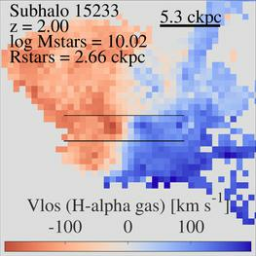 Subhalo 15233
5.3 ckpc
z = 2.00
log Mstars = 10.02
Rstars = 2.66 ckpc
Vlos (H-alpha gas) [km s⁻¹]
-100 0 100